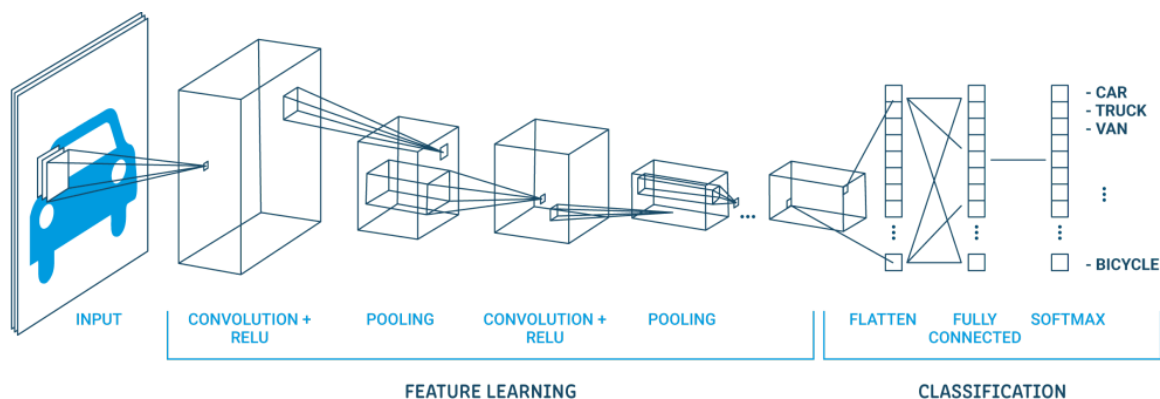 - CAR
- TRUCK
- VAN
- BICYCLE
INPUT
CONVOLUTION +
RELU
POOLING
CONVOLUTION +
RELU
POOLING
FLATTEN
FULLY
CONNECTED
SOFTMAX
FEATURE LEARNING
CLASSIFICATION